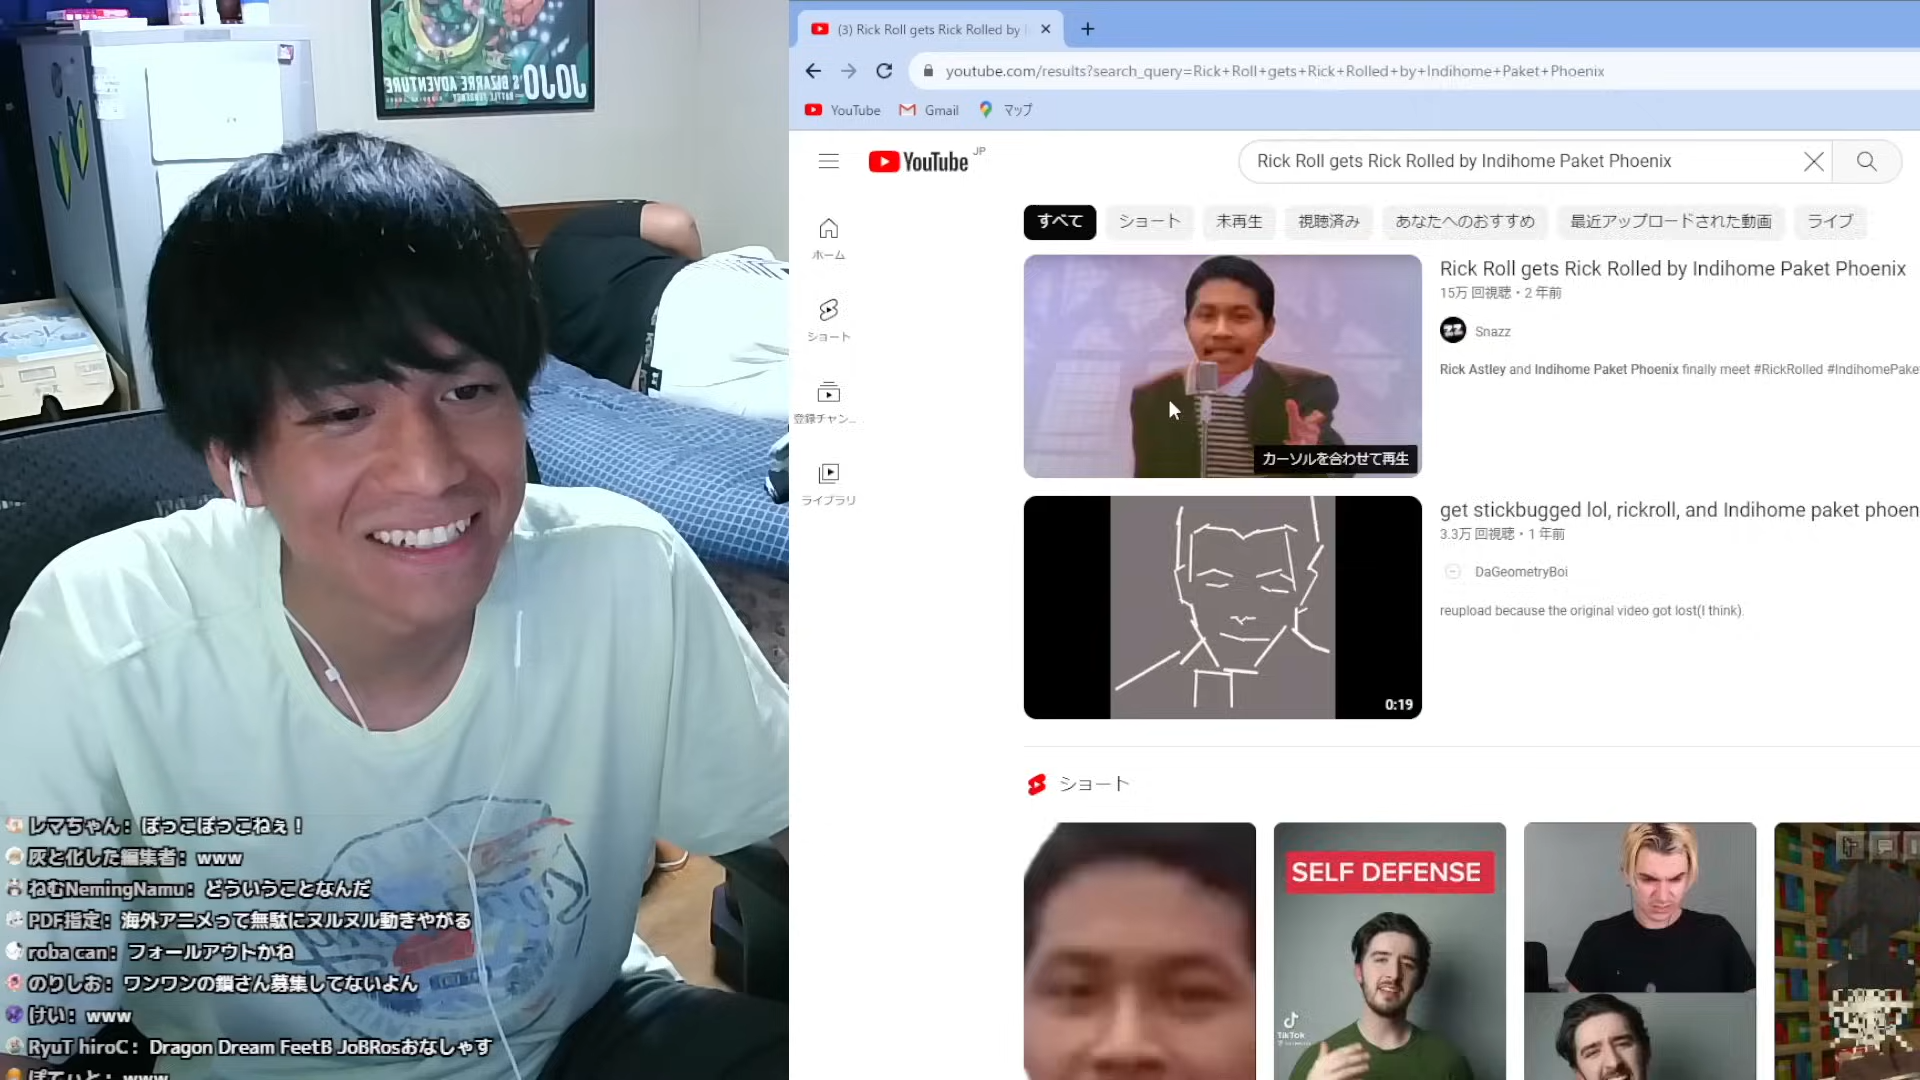 JOJO'S BIZARRE ADVENTURE
BATTLE TENDENCY
レマちゃん: ぽっこぽっこねぇ！
灰と化した編集者: www
ねむNemingNamu: どういうことなんだ
PDF指定: 海外アニメって無駄にヌルヌル動きやがる
roba can: フォールアウトかね
のりしお: ワンワンの鎖さん募集してないよん
けい: www
RyuT hiroC: Dragon Dream FeetB JoBRosおなしゃす
ぽてぃと: www
(3) Rick Roll gets Rick Rolled by
youtube.com/results?search_query=Rick+Roll+gets+Rick+Rolled+by+Indihome+Paket+Phoenix
YouTube Gmail マップ
YouTube JP
Rick Roll gets Rick Rolled by Indihome Paket Phoenix
すべて ショート 未再生 視聴済み あなたへのおすすめ 最近アップロードされた動画 ライブ
ホーム
ショート
登録チャン...
ライブラリ
カーソルを合わせて再生
Rick Roll gets Rick Rolled by Indihome Paket Phoenix
15万 回視聴・2 年前
ZZ Snazz
Rick Astley and Indihome Paket Phoenix finally meet #RickRolled #IndihomePake
0:19
get stickbugged lol, rickroll, and Indihome paket phoen
3.3万 回視聴・1 年前
DaGeometryBoi
reupload because the original video got lost(I think).
ショート
SELF DEFENSE
TikTok